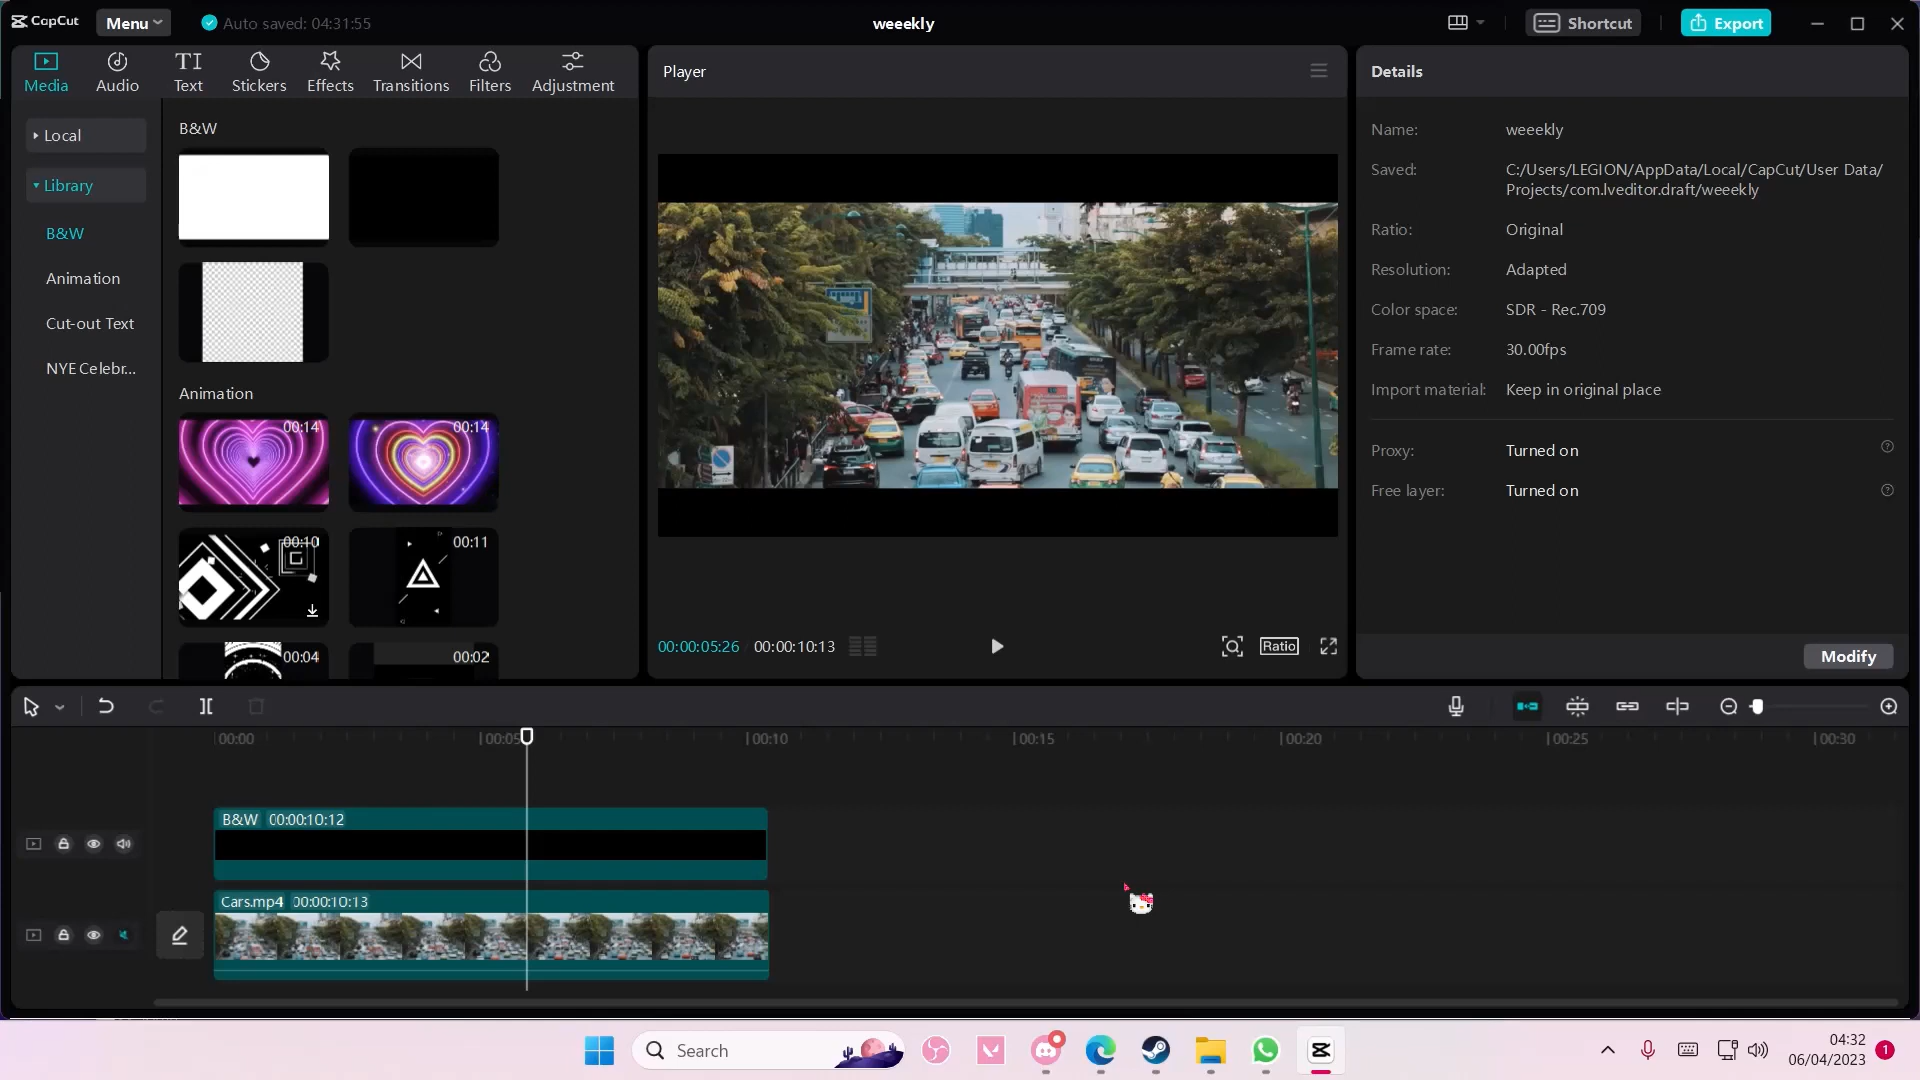 CapCut
Menu
Auto saved: 04:31:55
weeekly
Shortcut
Export
Media
Audio
TI
Text
Stickers
Effects
Transitions
Filters
Adjustment
Local
Library
B&W
Animation
Cut-out Text
NYE Celebr...
B&W
Animation
00:14
00:14
00:10
00:11
00:04
00:02
Player
00:00:05:26
00:00:10:13
Ratio
Details
Name:
weeekly
Saved:
C:/Users/LEGION/AppData/Local/CapCut/User Data/
Projects/com.lveditor.draft/weeekly
Ratio:
Original
Resolution:
Adapted
Color space:
SDR - Rec.709
Frame rate:
30.00fps
Import material:
Keep in original place
Proxy:
Turned on
Free layer:
Turned on
Modify
00:00
00:05
00:10
00:15
00:20
00:25
00:30
B&W 00:00:10:12
Cars.mp4 00:00:10:13
Search
04:32
06/04/2023
1